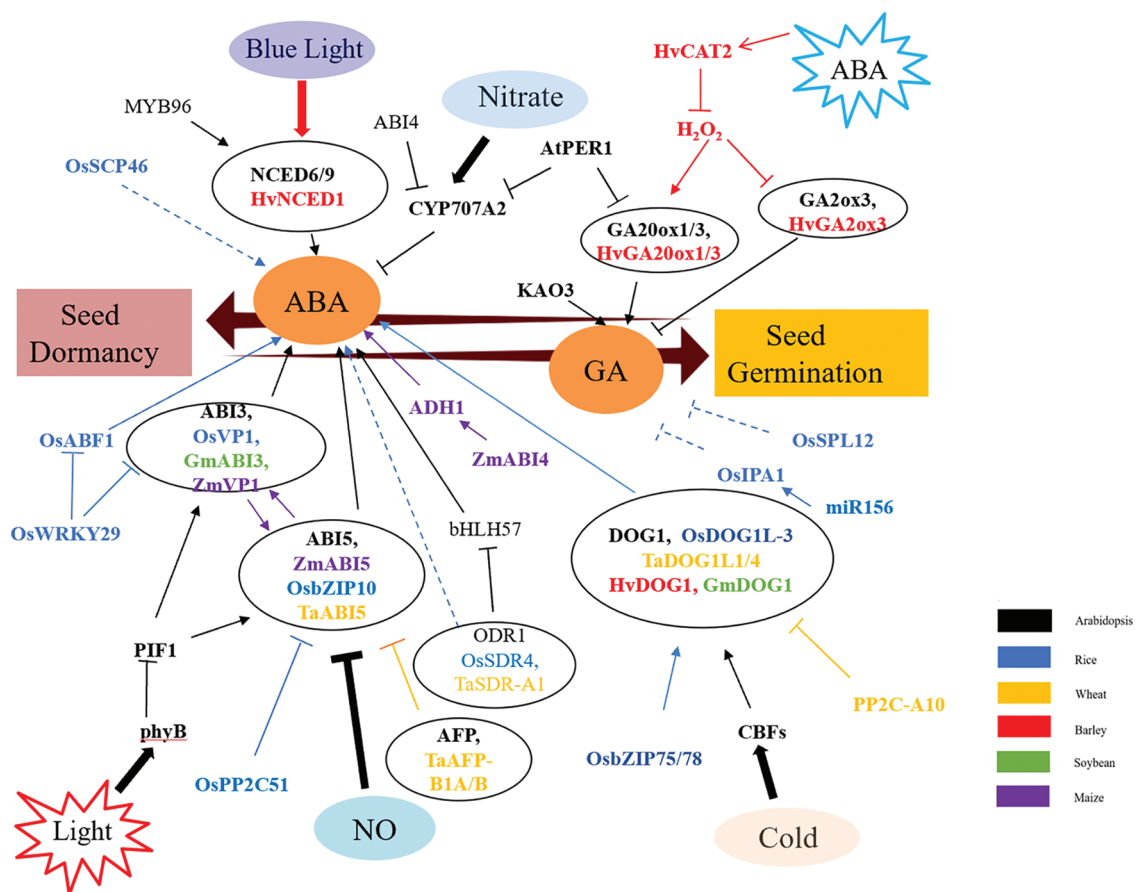 Blue Light
HvCAT2
ABA
Nitrate
MYB96
ABI4
H₂O₂
AtPER1
OsSCP46
NCED6/9
HvNCED1
CYP707A2
GA2ox3,
HvGA2ox3
GA20ox1/3,
HvGA20ox1/3
ABA
KAO3
Seed
Dormancy
GA
Seed
Germination
ABI3,
OsVP1,
GmABI3,
ZmVP1
OsABF1
ADH1
OsSPL12
ZmABI4
OsIPA1
miR156
OsWRKY29
ABI5,
ZmABI5
OsbZIP10
TaABI5
bHLH57
DOG1, OsDOG1L-3
TaDOG1L1/4
HvDOG1, GmDOG1
PIF1
ODR1
OsSDR4,
TaSDR-A1
Arabidopsis
Rice
Wheat
Barley
Soybean
Maize
phyB
AFP,
TaAFP-
B1A/B
PP2C-A10
CBFs
OsbZIP75/78
OsPP2C51
Light
NO
Cold